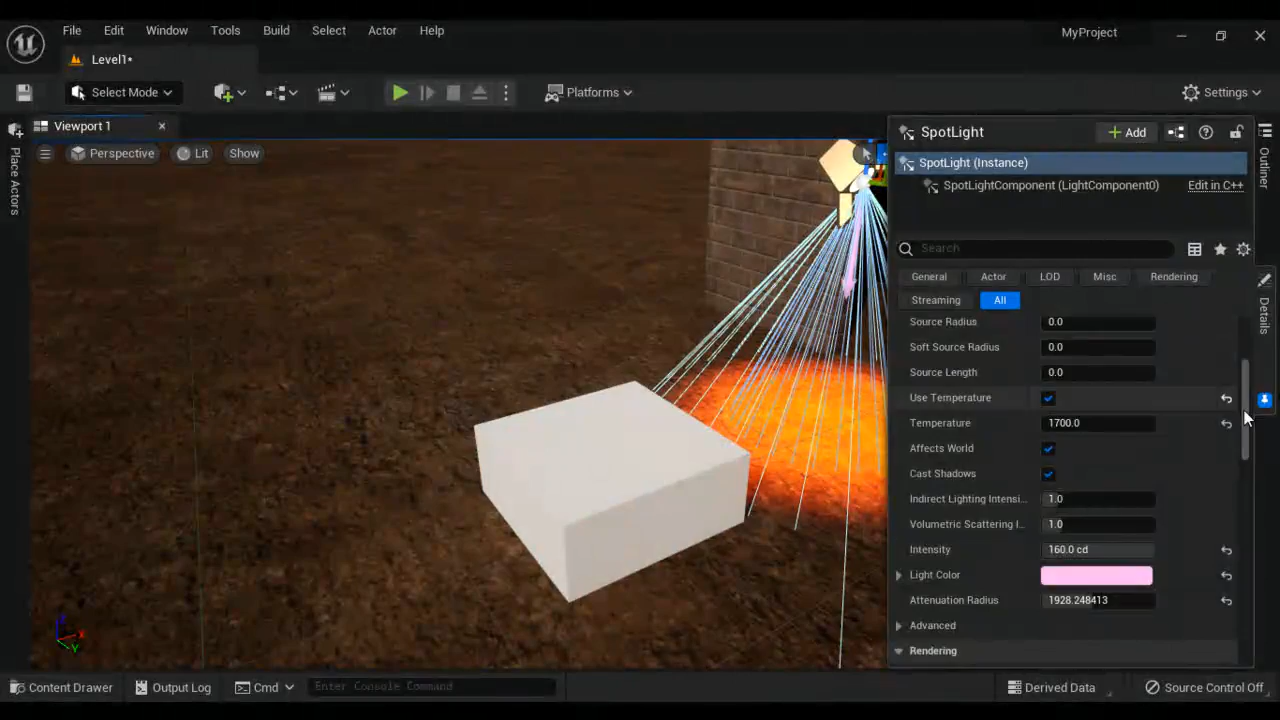 File Edit Window Tools Build Select Actor Help
MyProject
Level1*
Select Mode
Platforms
Settings
Viewport 1
Perspective
Lit
Show
Place Actors
SpotLight
Add
SpotLight (Instance)
SpotLightComponent (LightComponent0)
Edit in C++
Search
General
Actor
LOD
Misc
Rendering
Streaming
All
Source Radius 0.0
Soft Source Radius 0.0
Source Length 0.0
Use Temperature
Temperature 1700.0
Affects World
Cast Shadows
Indirect Lighting Intensi... 1.0
Volumetric Scattering I... 1.0
Intensity 160.0 cd
Light Color
Attenuation Radius 1928.248413
Advanced
Rendering
Outliner
Details
X
Y
Z
Content Drawer
Output Log
Cmd
Enter Console Command
Derived Data
Source Control Off